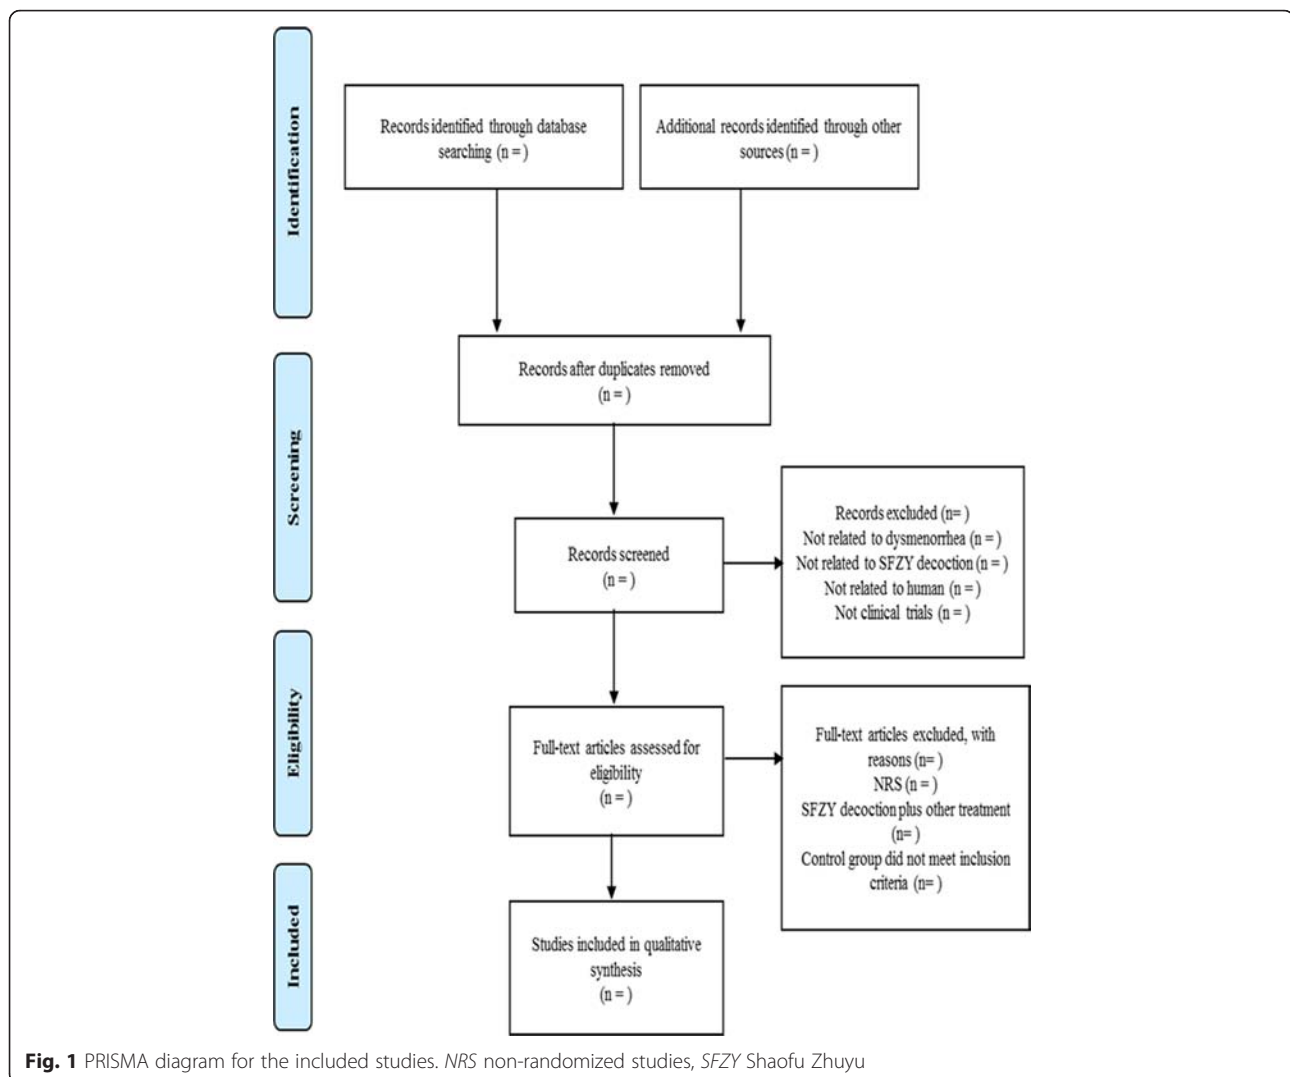 Identification
Records identified through database
searching (n = )
Additional records identified through other
sources (n = )
Screening
Records after duplicates removed
(n = )
Records screened
(n = )
Records excluded (n= )
Not related to dysmenorrhea (n = )
Not related to SFZY decoction (n = )
Not related to human (n = )
Not clinical trials (n = )
Eligibility
Full-text articles assessed for
eligibility
(n = )
Full-text articles excluded, with
reasons (n= )
NRS (n = )
SFZY decoction plus other treatment
(n= )
Control group did not meet inclusion
criteria (n= )
Included
Studies included in qualitative
synthesis
(n = )
Fig. 1 PRISMA diagram for the included studies. NRS non-randomized studies, SFZY Shaofu Zhuyu